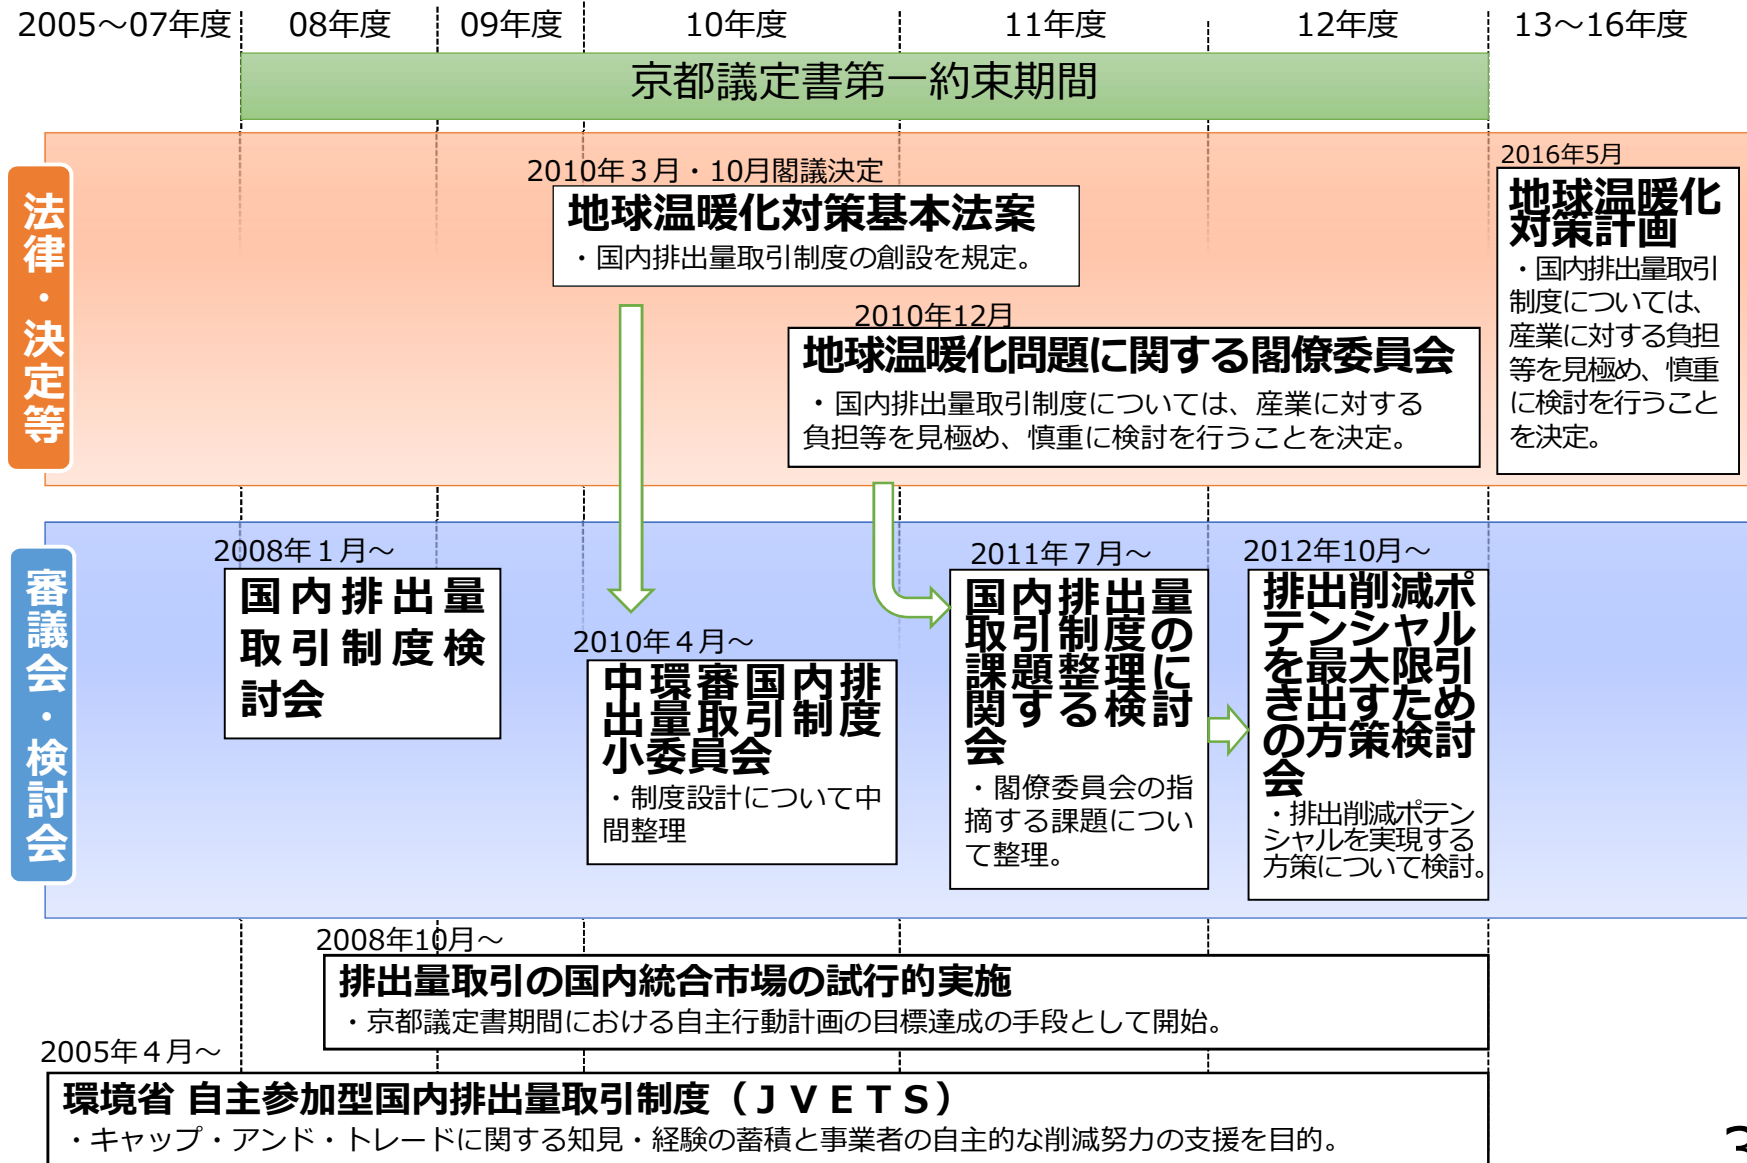 2005～07年度 08年度 09年度 10年度 11年度 12年度 13～16年度
京都議定書第一約束期間
法律・決定等
2010年３月・10月閣議決定
地球温暖化対策基本法案
・国内排出量取引制度の創設を規定。
2010年12月
地球温暖化問題に関する閣僚委員会
・国内排出量取引制度については、産業に対する
負担等を見極め、慎重に検討を行うことを決定。
2016年5月
地球温暖化
対策計画
・国内排出量取引
制度については、
産業に対する負担
等を見極め、慎重
に検討を行うこと
を決定。
審議会・検討会
2008年１月～
国内排出量
取引制度検
討会
2010年４月～
中環審国内排
出量取引制度
小委員会
・制度設計について中
間整理
2011年７月～
国内排出量
取引制度の
課題整理に
関する検討
会
・閣僚委員会の指
摘する課題につい
て整理。
2012年10月～
排出削減ポ
テンシャル
を最大限引
き出すため
の方策検討
会
・排出削減ポテン
シャルを実現する
方策について検討。
2008年10月～
排出量取引の国内統合市場の試行的実施
・京都議定書期間における自主行動計画の目標達成の手段として開始。
2005年４月～
環境省 自主参加型国内排出量取引制度（ＪＶＥＴＳ）
・キャップ・アンド・トレードに関する知見・経験の蓄積と事業者の自主的な削減努力の支援を目的。